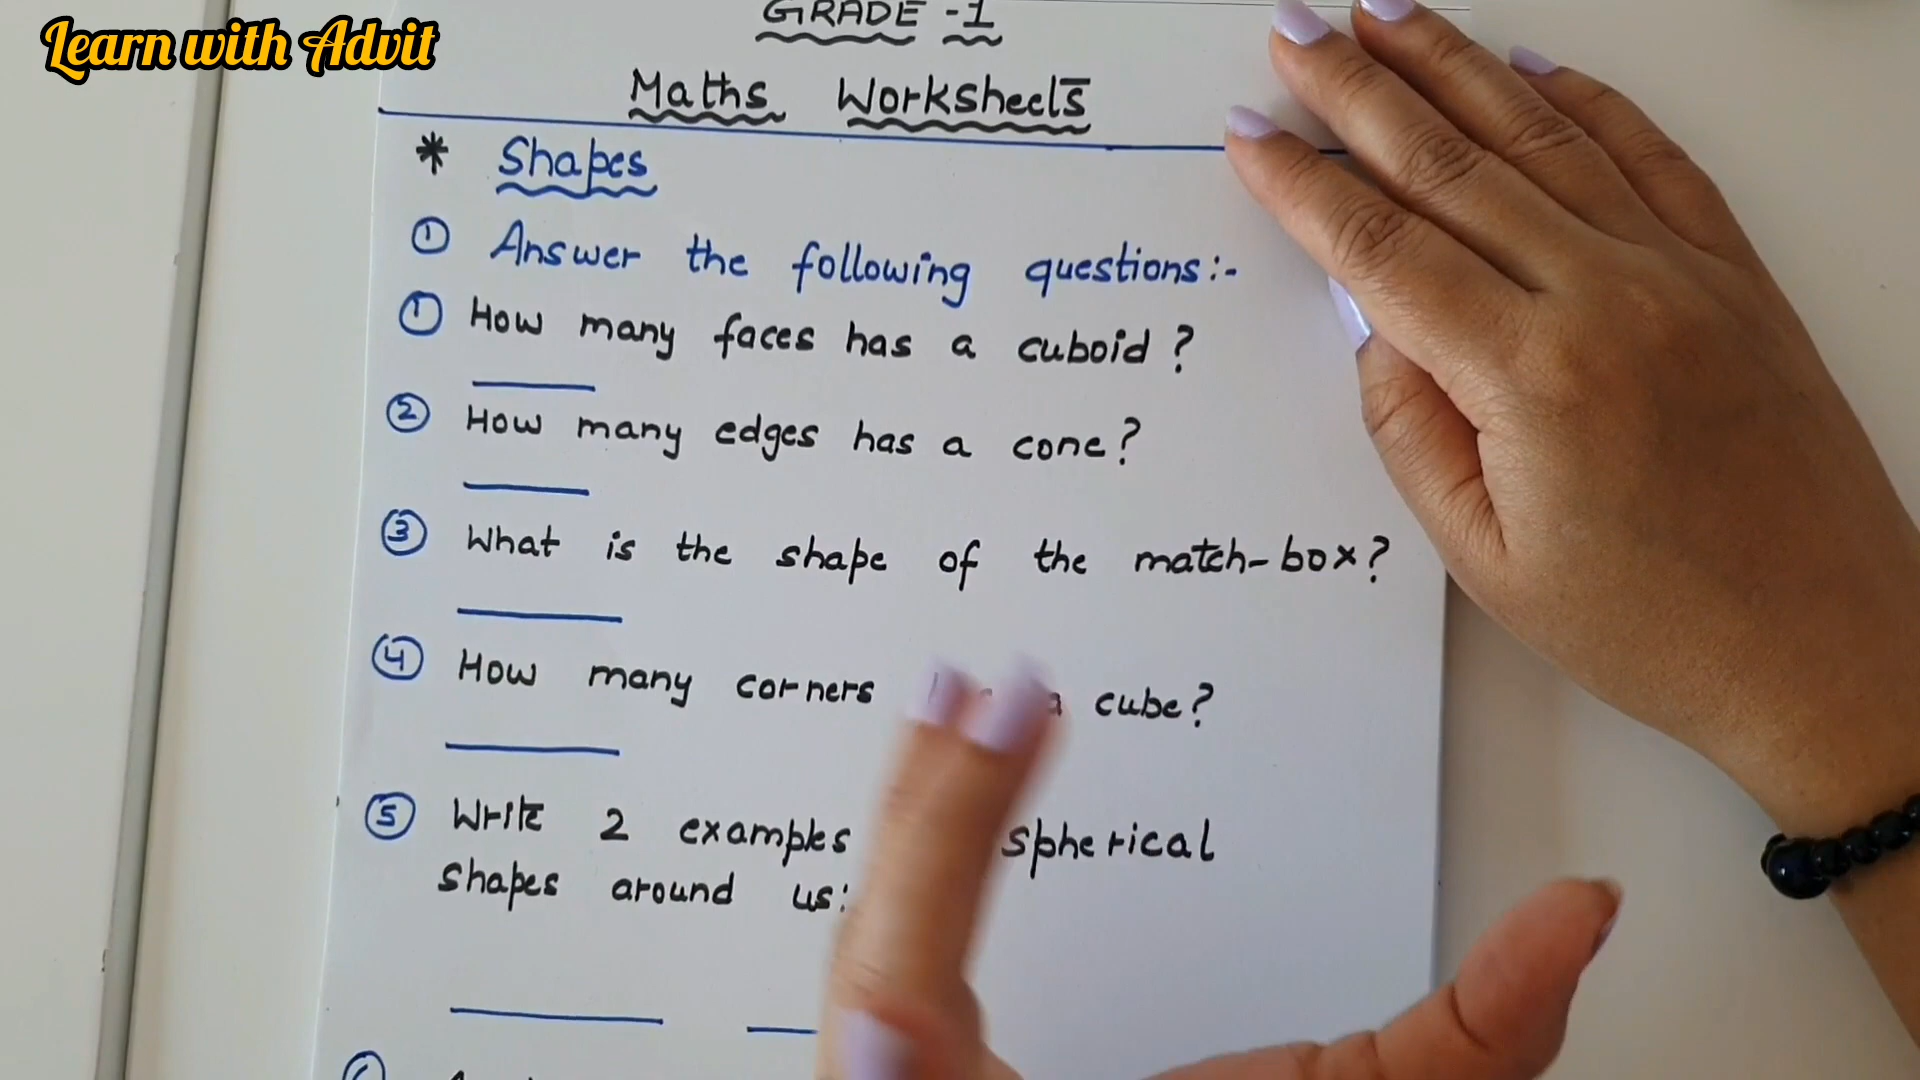 Learn with Advit
GRADE -1
Maths Worksheets
* Shapes
① Answer the following questions:-
① How many faces has a cuboid ?
② How many edges has a cone?
③ What is the shape of the match-box?
④ How many corners a cube?
⑤ Write 2 examples spherical
shapes around us: